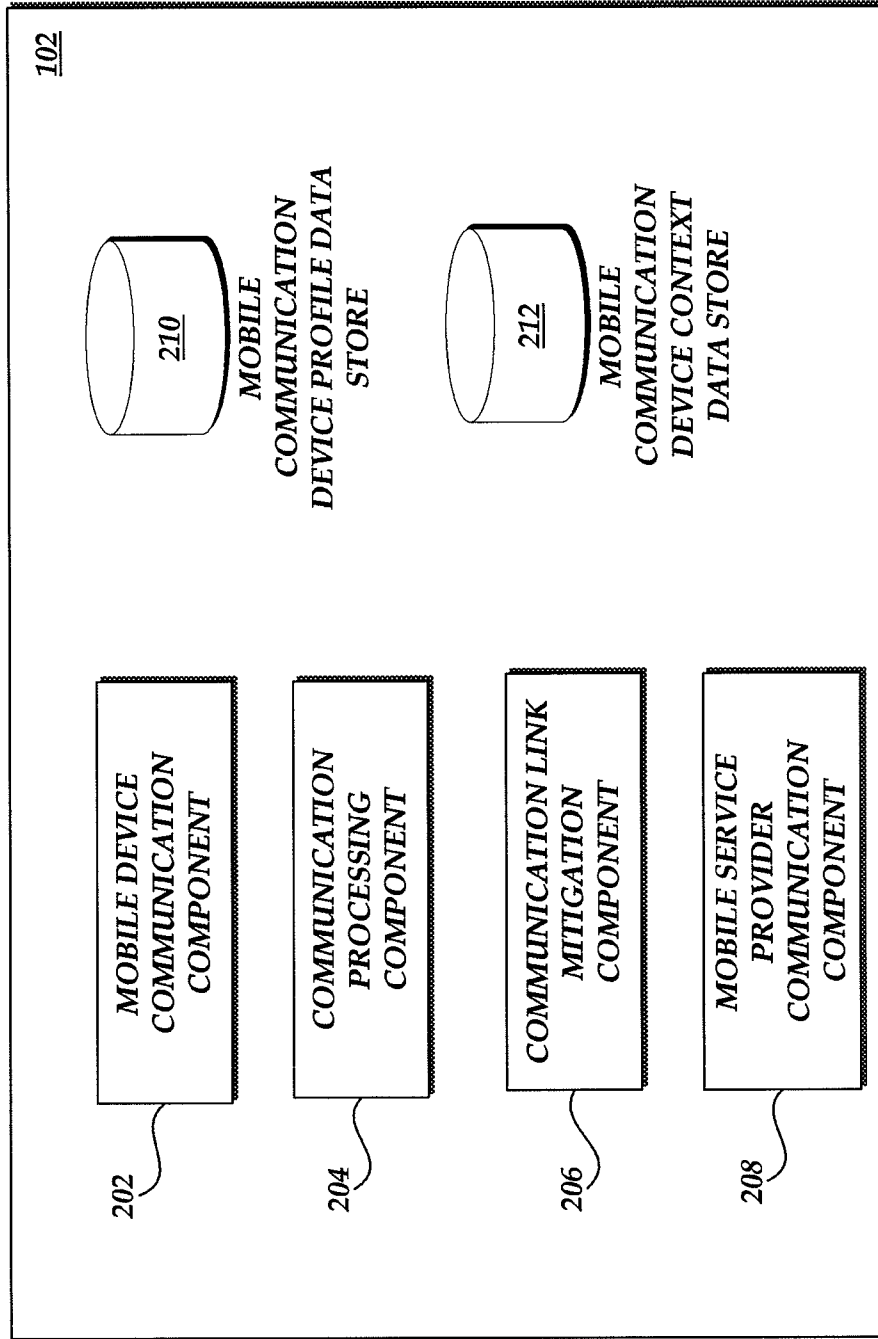 102
202
MOBILE DEVICE
COMMUNICATION
COMPONENT
204
COMMUNICATION
PROCESSING
COMPONENT
206
COMMUNICATION LINK
MITIGATION
COMPONENT
208
MOBILE SERVICE
PROVIDER
COMMUNICATION
COMPONENT
210
MOBILE
COMMUNICATION
DEVICE PROFILE DATA
STORE
212
MOBILE
COMMUNICATION
DEVICE CONTEXT
DATA STORE